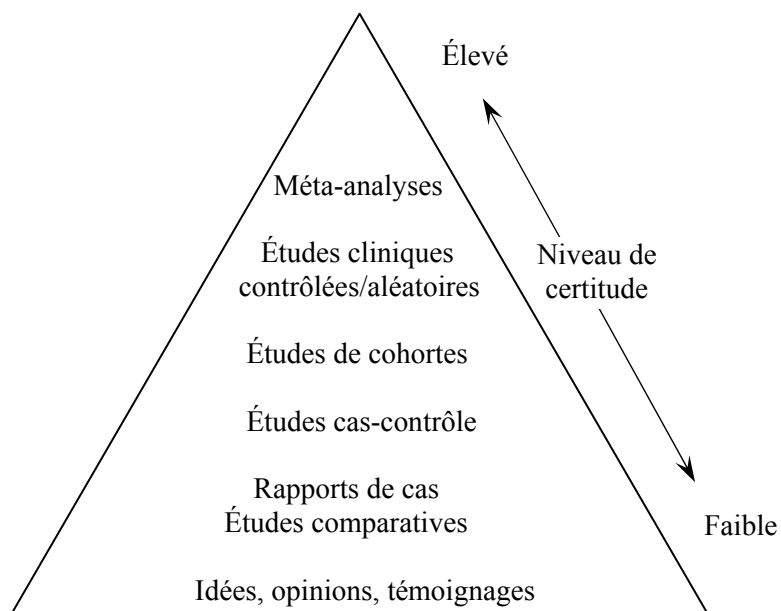 Élevé
Méta-analyses
Études cliniques
contrôlées/aléatoires
Niveau de
certitude
Études de cohortes
Études cas-contrôle
Rapports de cas
Études comparatives
Faible
Idées, opinions, témoignages